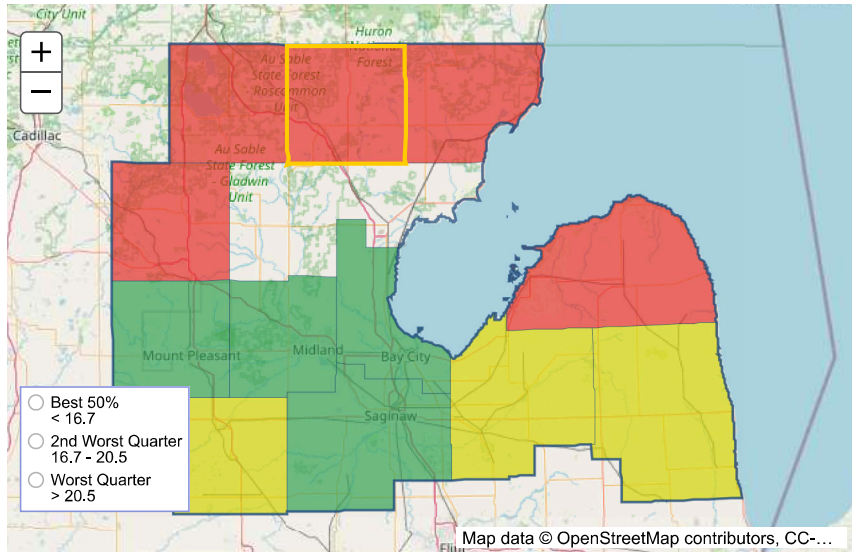 City Unit
Huron
National
Forest
Au Sable
State Forest
Roscommon
Unit
+
−
Cadillac
Au Sable
State Forest
- Gladwin
Unit
Mount Pleasant
Midland
Bay City
Saginaw
Best 50%
< 16.7
2nd Worst Quarter
16.7 - 20.5
Worst Quarter
> 20.5
Flint
Map data © OpenStreetMap contributors, CC-…